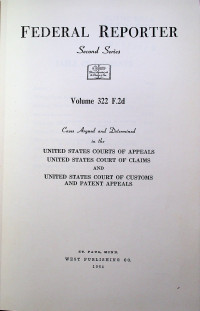 FEDERAL REPORTER
Second Series
Volume 322 F.2d
Cases Argued and Determined
in the
UNITED STATES COURTS OF APPEALS
UNITED STATES COURT OF CLAIMS
AND
UNITED STATES COURT OF CUSTOMS
AND PATENT APPEALS
ST. PAUL, MINN.
WEST PUBLISHING CO.